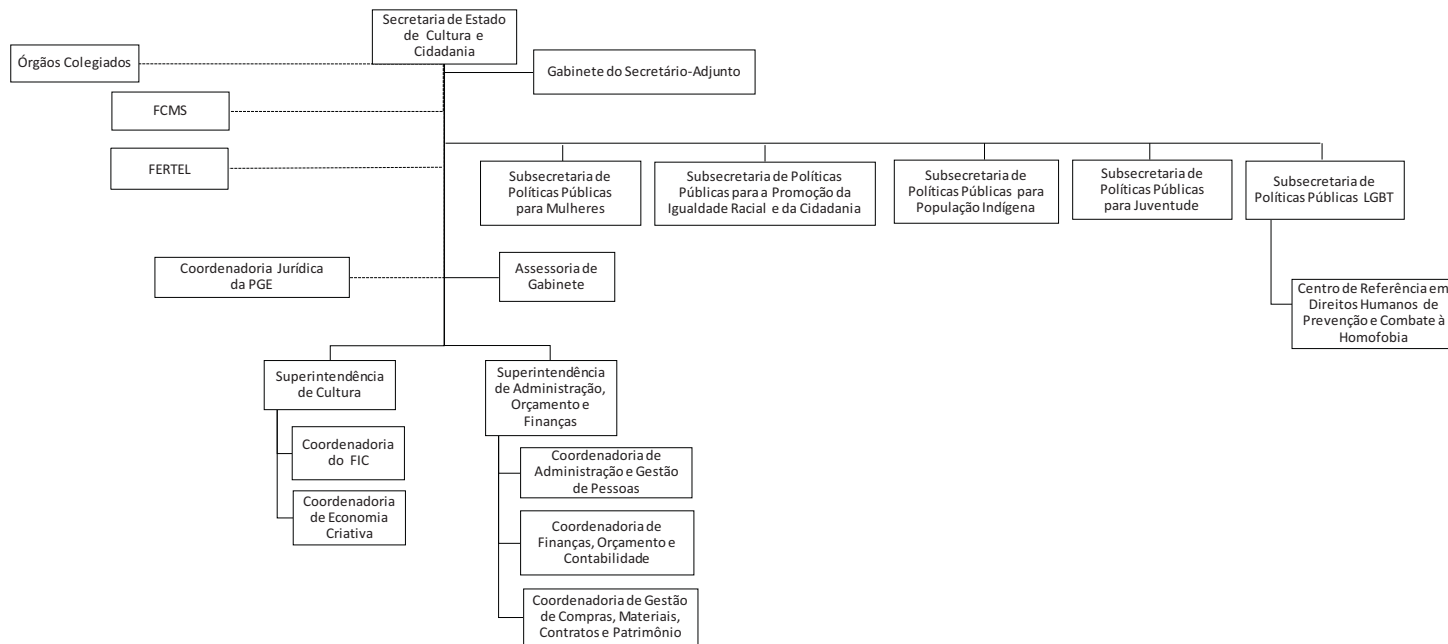 Secretaria de Estado
de Cultura e
Cidadania
Órgãos Colegiados
Gabinete do Secretário-Adjunto
FCMS
FERTEL
Subsecretaria de
Políticas Públicas
para Mulheres
Subsecretaria de Políticas
Públicas para a Promoção da
Igualdade Racial e da Cidadania
Subsecretaria de
Políticas Públicas para
População Indígena
Subsecretaria de
Políticas Públicas
para Juventude
Subsecretaria de
Políticas Públicas LGBT
Coordenadoria Jurídica
da PGE
Assessoria de
Gabinete
Centro de Referência em
Direitos Humanos de
Prevenção e Combate à
Homofobia
Superintendência
de Cultura
Superintendência
de Administração,
Orçamento e
Finanças
Coordenadoria
do FIC
Coordenadoria
de Economia
Criativa
Coordenadoria de
Administração e Gestão
de Pessoas
Coordenadoria de
Finanças, Orçamento e
Contabilidade
Coordenadoria de Gestão
de Compras, Materiais,
Contratos e Patrimônio